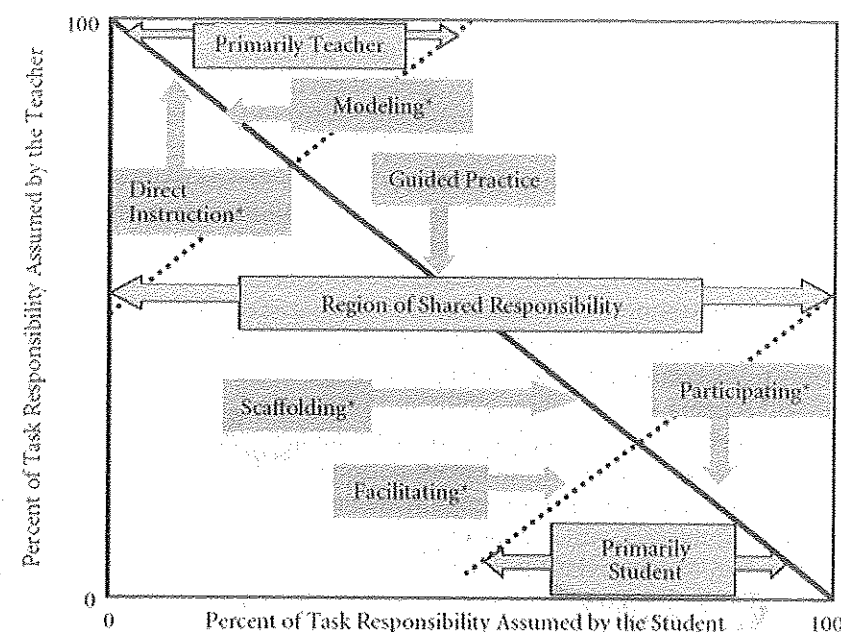 Percent of Task Responsibility Assumed by the Teacher
100
Primarily Teacher
Modeling*
Direct
Instruction*
Guided Practice
Region of Shared Responsibility
Scaffolding*
Participating*
Facilitating*
Primarily
Student
0
0
Percent of Task Responsibility Assumed by the Student
100